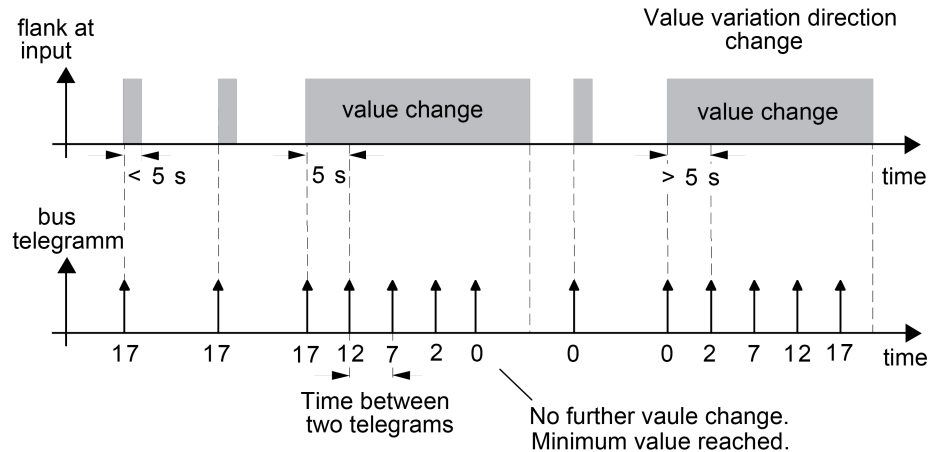 flank at
input
Value variation direction
change
value change
value change
< 5 s
5 s
> 5 s
time
bus
telegramm
17
17
17
12
7
2
0
0
0
2
7
12
17
time
Time between
two telegrams
No further vaule change.
Minimum value reached.